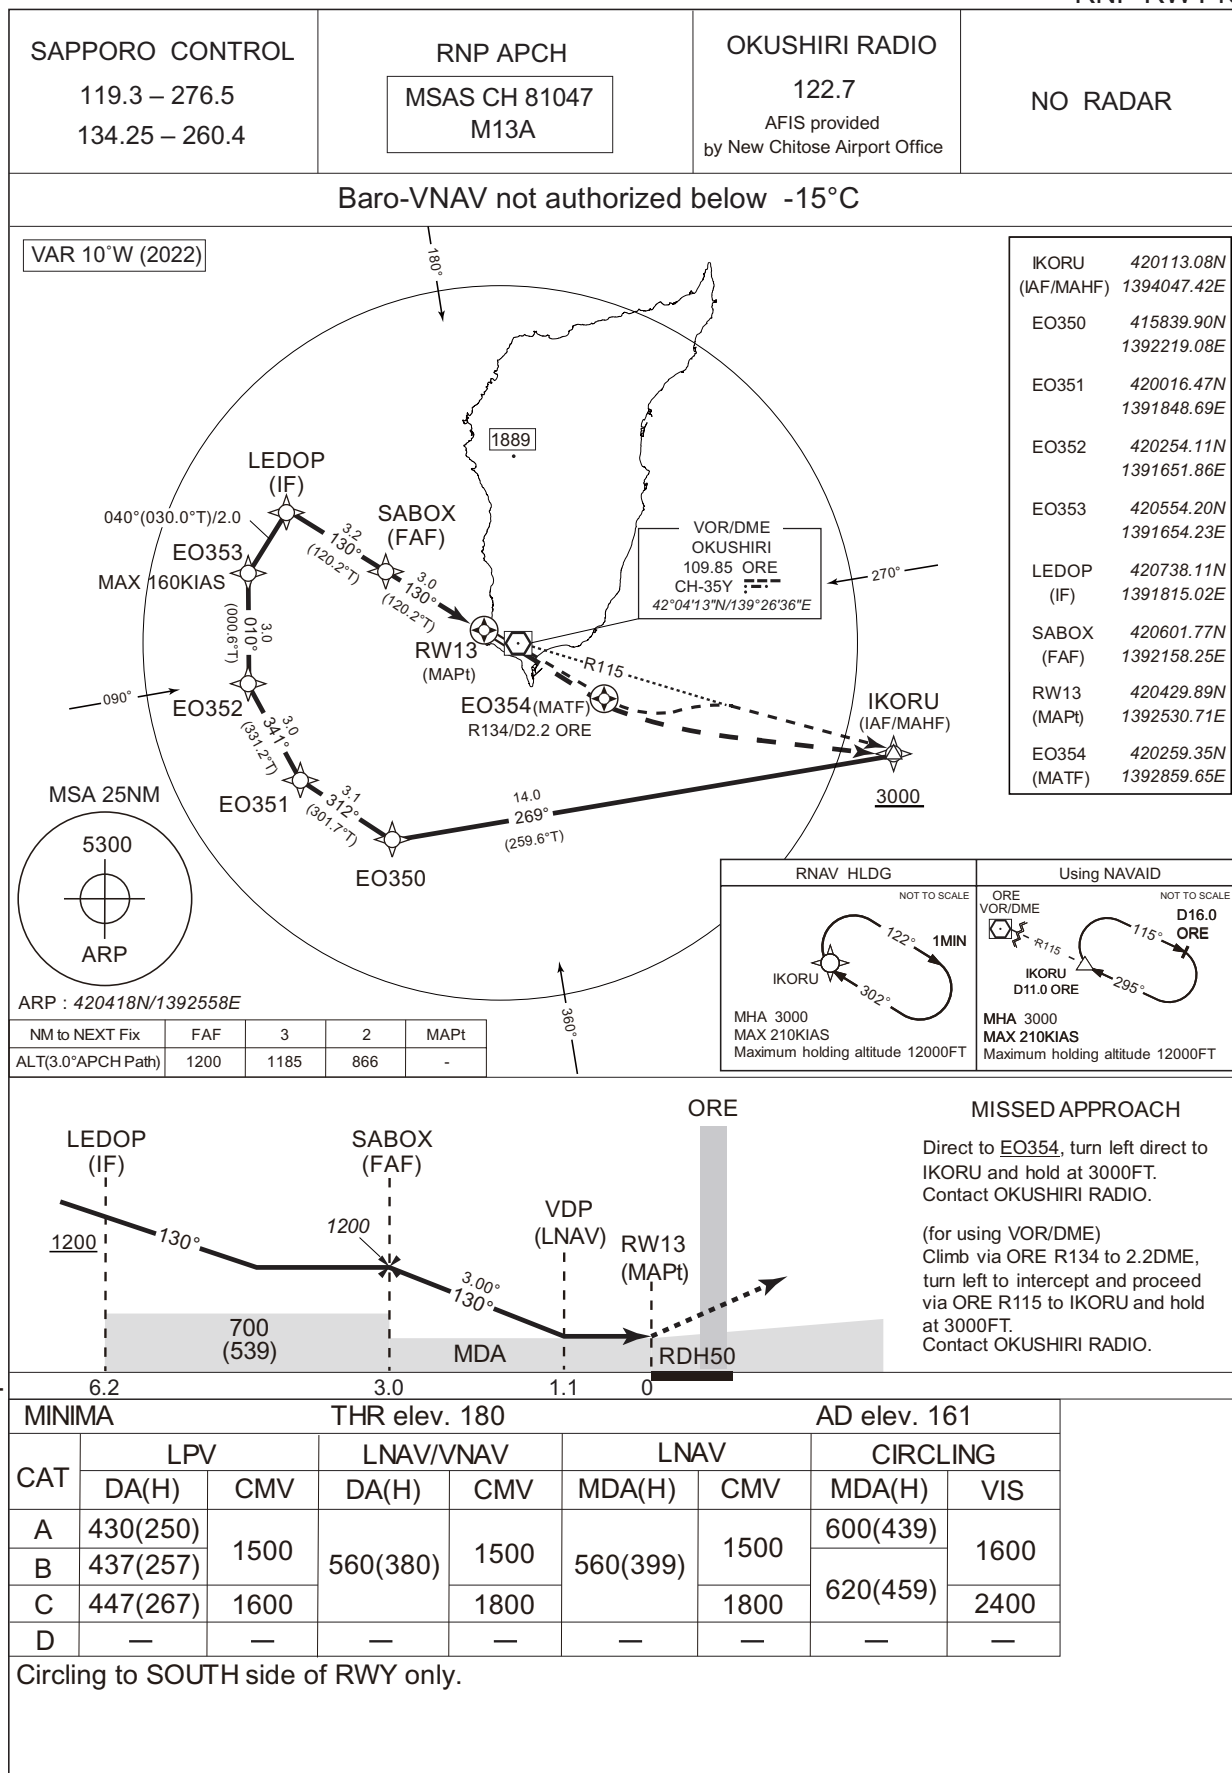 SAPPORO CONTROL
119.3 – 276.5
134.25 – 260.4
RNP APCH
MSAS CH 81047
M13A
OKUSHIRI RADIO
122.7
AFIS provided
by New Chitose Airport Office
NO RADAR
Baro-VNAV not authorized below -15°C
VAR 10°W (2022)
180°
1889
LEDOP
(IF)
040°(030.0°T)/2.0
EO353
MAX 160KIAS
3.2
130°
(120.2°T)
SABOX
(FAF)
3.0
130°
(120.2°T)
3.0
010°
(000.6°T)
RW13
(MAPt)
VOR/DME
OKUSHIRI
109.85 ORE
CH-35Y
42°04'13"N/139°26'36"E
270°
090°
EO352
3.0
341°
(331.2°T)
R115
EO354(MATF)
R134/D2.2 ORE
IKORU
(IAF/MAHF)
3000
EO351
3.1
312°
(301.7°T)
14.0
269°
(259.6°T)
EO350
360°
MSA 25NM
5300
ARP
ARP : 420418N/1392558E
IKORU 420113.08N
(IAF/MAHF) 1394047.42E
EO350 415839.90N
1392219.08E
EO351 420016.47N
1391848.69E
EO352 420254.11N
1391651.86E
EO353 420554.20N
1391654.23E
LEDOP 420738.11N
(IF) 1391815.02E
SABOX 420601.77N
(FAF) 1392158.25E
RW13 420429.89N
(MAPt) 1392530.71E
EO354 420259.35N
(MATF) 1392859.65E
RNAV HLDG
NOT TO SCALE
122°
1MIN
IKORU
302°
MHA 3000
MAX 210KIAS
Maximum holding altitude 12000FT
Using NAVAID
NOT TO SCALE
ORE
VOR/DME
D16.0
ORE
R115
115°
IKORU
D11.0 ORE
295°
MHA 3000
MAX 210KIAS
Maximum holding altitude 12000FT
NM to NEXT Fix FAF 3 2 MAPt
ALT(3.0°APCH Path) 1200 1185 866 -
LEDOP
(IF)
SABOX
(FAF)
ORE
1200
130°
1200
3.00°
130°
VDP
(LNAV)
RW13
(MAPt)
700
(539)
MDA
RDH50
6.2 3.0 1.1 0
MISSED APPROACH
Direct to EO354, turn left direct to
IKORU and hold at 3000FT.
Contact OKUSHIRI RADIO.
(for using VOR/DME)
Climb via ORE R134 to 2.2DME,
turn left to intercept and proceed
via ORE R115 to IKORU and hold
at 3000FT.
Contact OKUSHIRI RADIO.
MINIMA THR elev. 180 AD elev. 161
CAT LPV LNAV/VNAV LNAV CIRCLING
DA(H) CMV DA(H) CMV MDA(H) CMV MDA(H) VIS
A 430(250) 1500 560(380) 1500 560(399) 1500 600(439) 1600
B 437(257) 620(459)
C 447(267) 1600 1800 1800 2400
D — — — — — — — —
Circling to SOUTH side of RWY only.